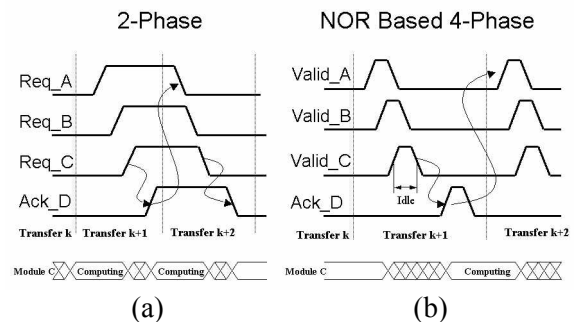 2-Phase
Req_A
Req_B
Req_C
Ack_D
Transfer k Transfer k+1 Transfer k+2
Module C Computing Computing
(a)
NOR Based 4-Phase
Valid_A
Valid_B
Valid_C
Idle
Ack_D
Transfer k Transfer k+1 Transfer k+2
Module C Computing
(b)